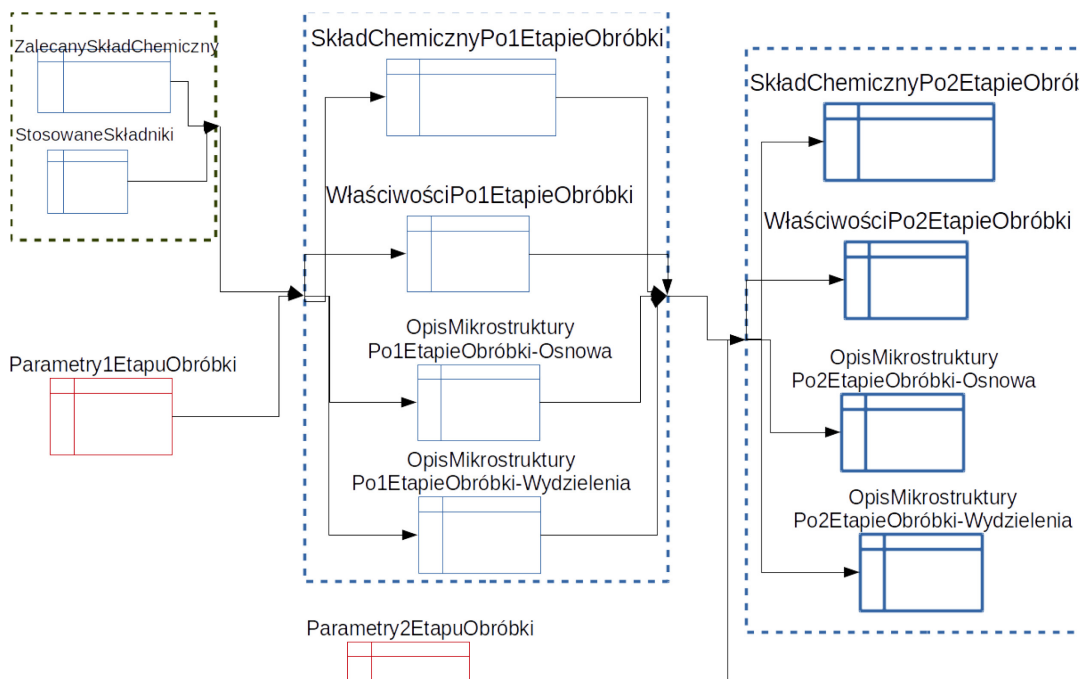 ZalecanySkładChemiczny
StosowaneSkładniki
Parametry1EtapuObróbki
SkładChemicznyPo1EtapieObróbki
WłaściwościPo1EtapieObróbki
OpisMikrostruktury
Po1EtapieObróbki-Osnowa
OpisMikrostruktury
Po1EtapieObróbki-Wydzielenia
Parametry2EtapuObróbki
SkładChemicznyPo2EtapieObrób
WłaściwościPo2EtapieObróbki
OpisMikrostruktury
Po2EtapieObróbki-Osnowa
OpisMikrostruktury
Po2EtapieObróbki-Wydzielenia